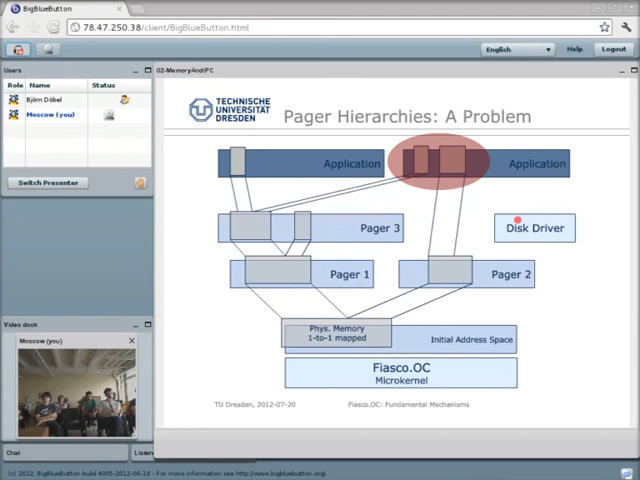 BigBlueButton
78.47.250.38/client/BigBlueButton.html
English
Help
Logout
Users
02-MemoryAndIPC
Role Name Status
Björn Döbel
Moscow (you)
Switch Presenter
TECHNISCHE
UNIVERSITÄT
DRESDEN
Pager Hierarchies: A Problem
Application
Application
Pager 3
Disk Driver
Pager 1
Pager 2
Phys. Memory
1-to-1 mapped
Initial Address Space
Fiasco.OC
Microkernel
TU Dresden, 2012-07-20
Fiasco.OC: Fundamental Mechanisms
Video dock
Moscow (you)
Chat
Listen
(c) 2012, BigBlueButton build 4005-2012-06-18 - For more information see http://www.bigbluebutton.org/.